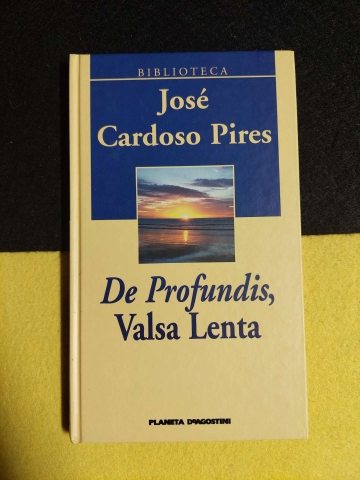 BIBLIOTECA
José
Cardoso Pires
De Profundis,
Valsa Lenta
PLANETA DEAGOSTINI